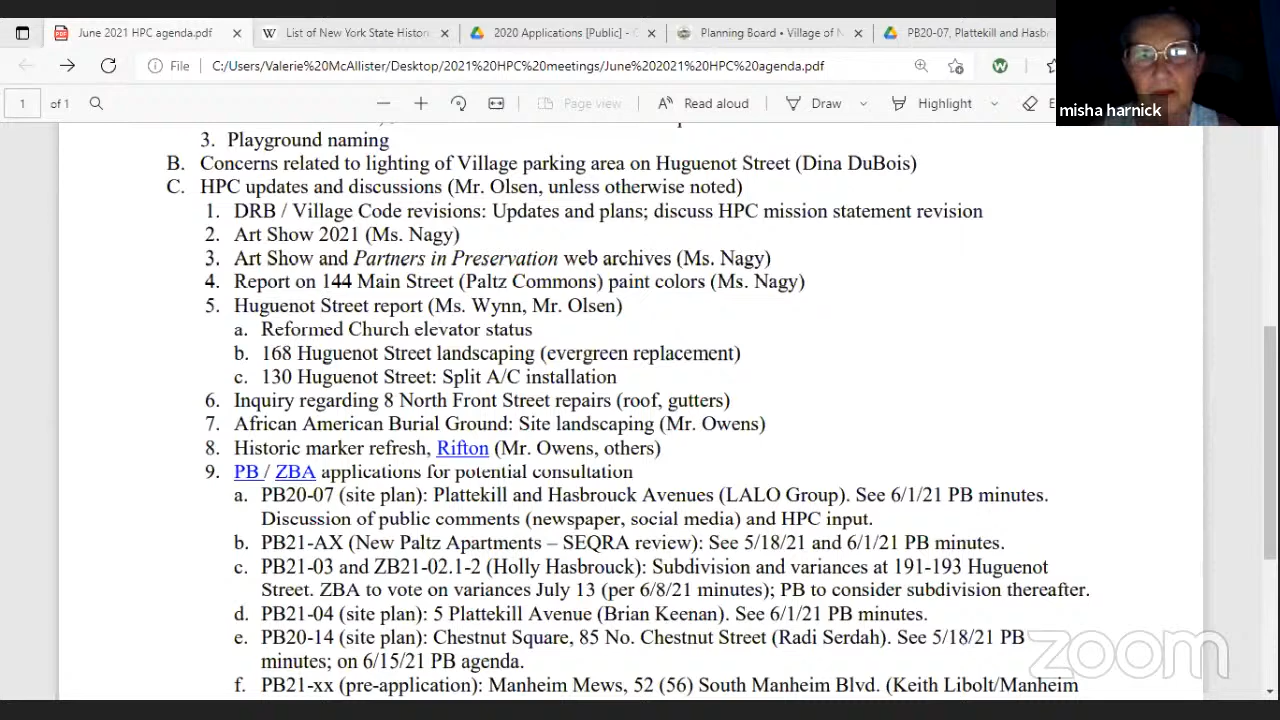 June 2021 HPC agenda.pdf
List of New York State Histori
2020 Applications [Public] - G
Planning Board • Village of N
PB20-07, Plattekill and Hasb
File
C:/Users/Valerie%20McAllister/Desktop/2021%20HPC%20meetings/June%202021%20HPC%20agenda.pdf
1 of 1
Page view
Read aloud
Draw
Highlight
misha harnick
3. Playground naming
B. Concerns related to lighting of Village parking area on Huguenot Street (Dina DuBois)
C. HPC updates and discussions (Mr. Olsen, unless otherwise noted)
1. DRB / Village Code revisions: Updates and plans; discuss HPC mission statement revision
2. Art Show 2021 (Ms. Nagy)
3. Art Show and Partners in Preservation web archives (Ms. Nagy)
4. Report on 144 Main Street (Paltz Commons) paint colors (Ms. Nagy)
5. Huguenot Street report (Ms. Wynn, Mr. Olsen)
a. Reformed Church elevator status
b. 168 Huguenot Street landscaping (evergreen replacement)
c. 130 Huguenot Street: Split A/C installation
6. Inquiry regarding 8 North Front Street repairs (roof, gutters)
7. African American Burial Ground: Site landscaping (Mr. Owens)
8. Historic marker refresh, Rifton (Mr. Owens, others)
9. PB / ZBA applications for potential consultation
a. PB20-07 (site plan): Plattekill and Hasbrouck Avenues (LALO Group). See 6/1/21 PB minutes.
Discussion of public comments (newspaper, social media) and HPC input.
b. PB21-AX (New Paltz Apartments – SEQRA review): See 5/18/21 and 6/1/21 PB minutes.
c. PB21-03 and ZB21-02.1-2 (Holly Hasbrouck): Subdivision and variances at 191-193 Huguenot
Street. ZBA to vote on variances July 13 (per 6/8/21 minutes); PB to consider subdivision thereafter.
d. PB21-04 (site plan): 5 Plattekill Avenue (Brian Keenan). See 6/1/21 PB minutes.
e. PB20-14 (site plan): Chestnut Square, 85 No. Chestnut Street (Radi Serdah). See 5/18/21 PB
minutes; on 6/15/21 PB agenda.
f. PB21-xx (pre-application): Manheim Mews, 52 (56) South Manheim Blvd. (Keith Libolt/Manheim
zoom